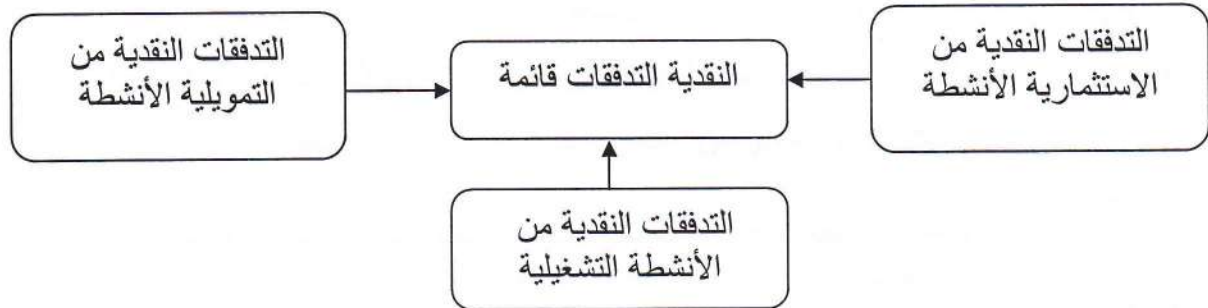 التدفقات النقدية من
الاستثمارية الأنشطة
النقدية التدفقات قائمة
التدفقات النقدية من
التمويلية الأنشطة
التدفقات النقدية من
الأنشطة التشغيلية